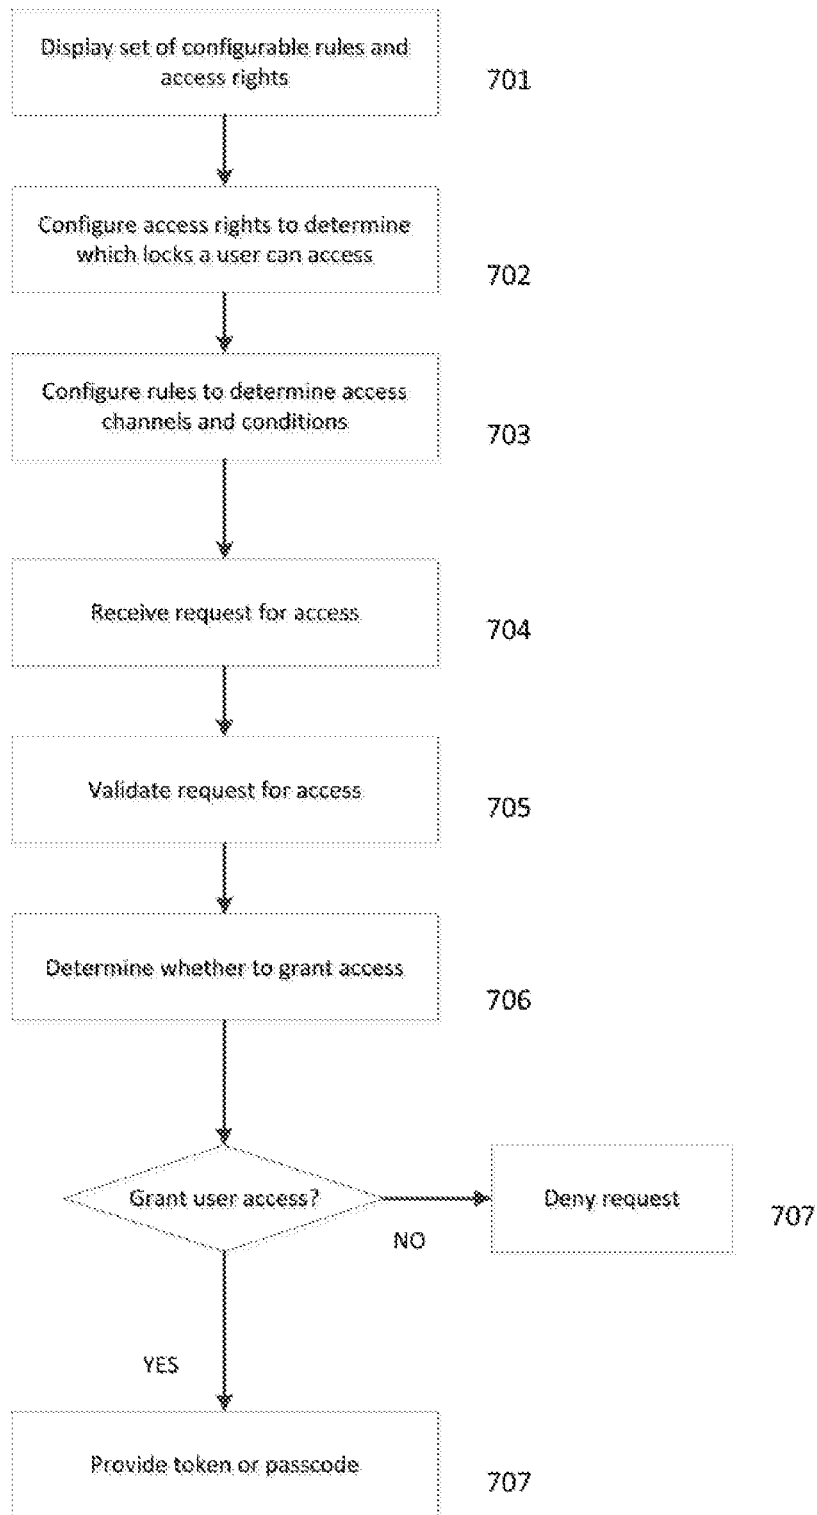 Display set of configurable rules and
access rights
701
Configure access rights to determine
which locks a user can access
702
Configure rules to determine access
channels and conditions
703
Receive request for access
704
Validate request for access
705
Determine whether to grant access
706
Grant user access?
NO
Deny request
707
YES
Provide token or passcode
707